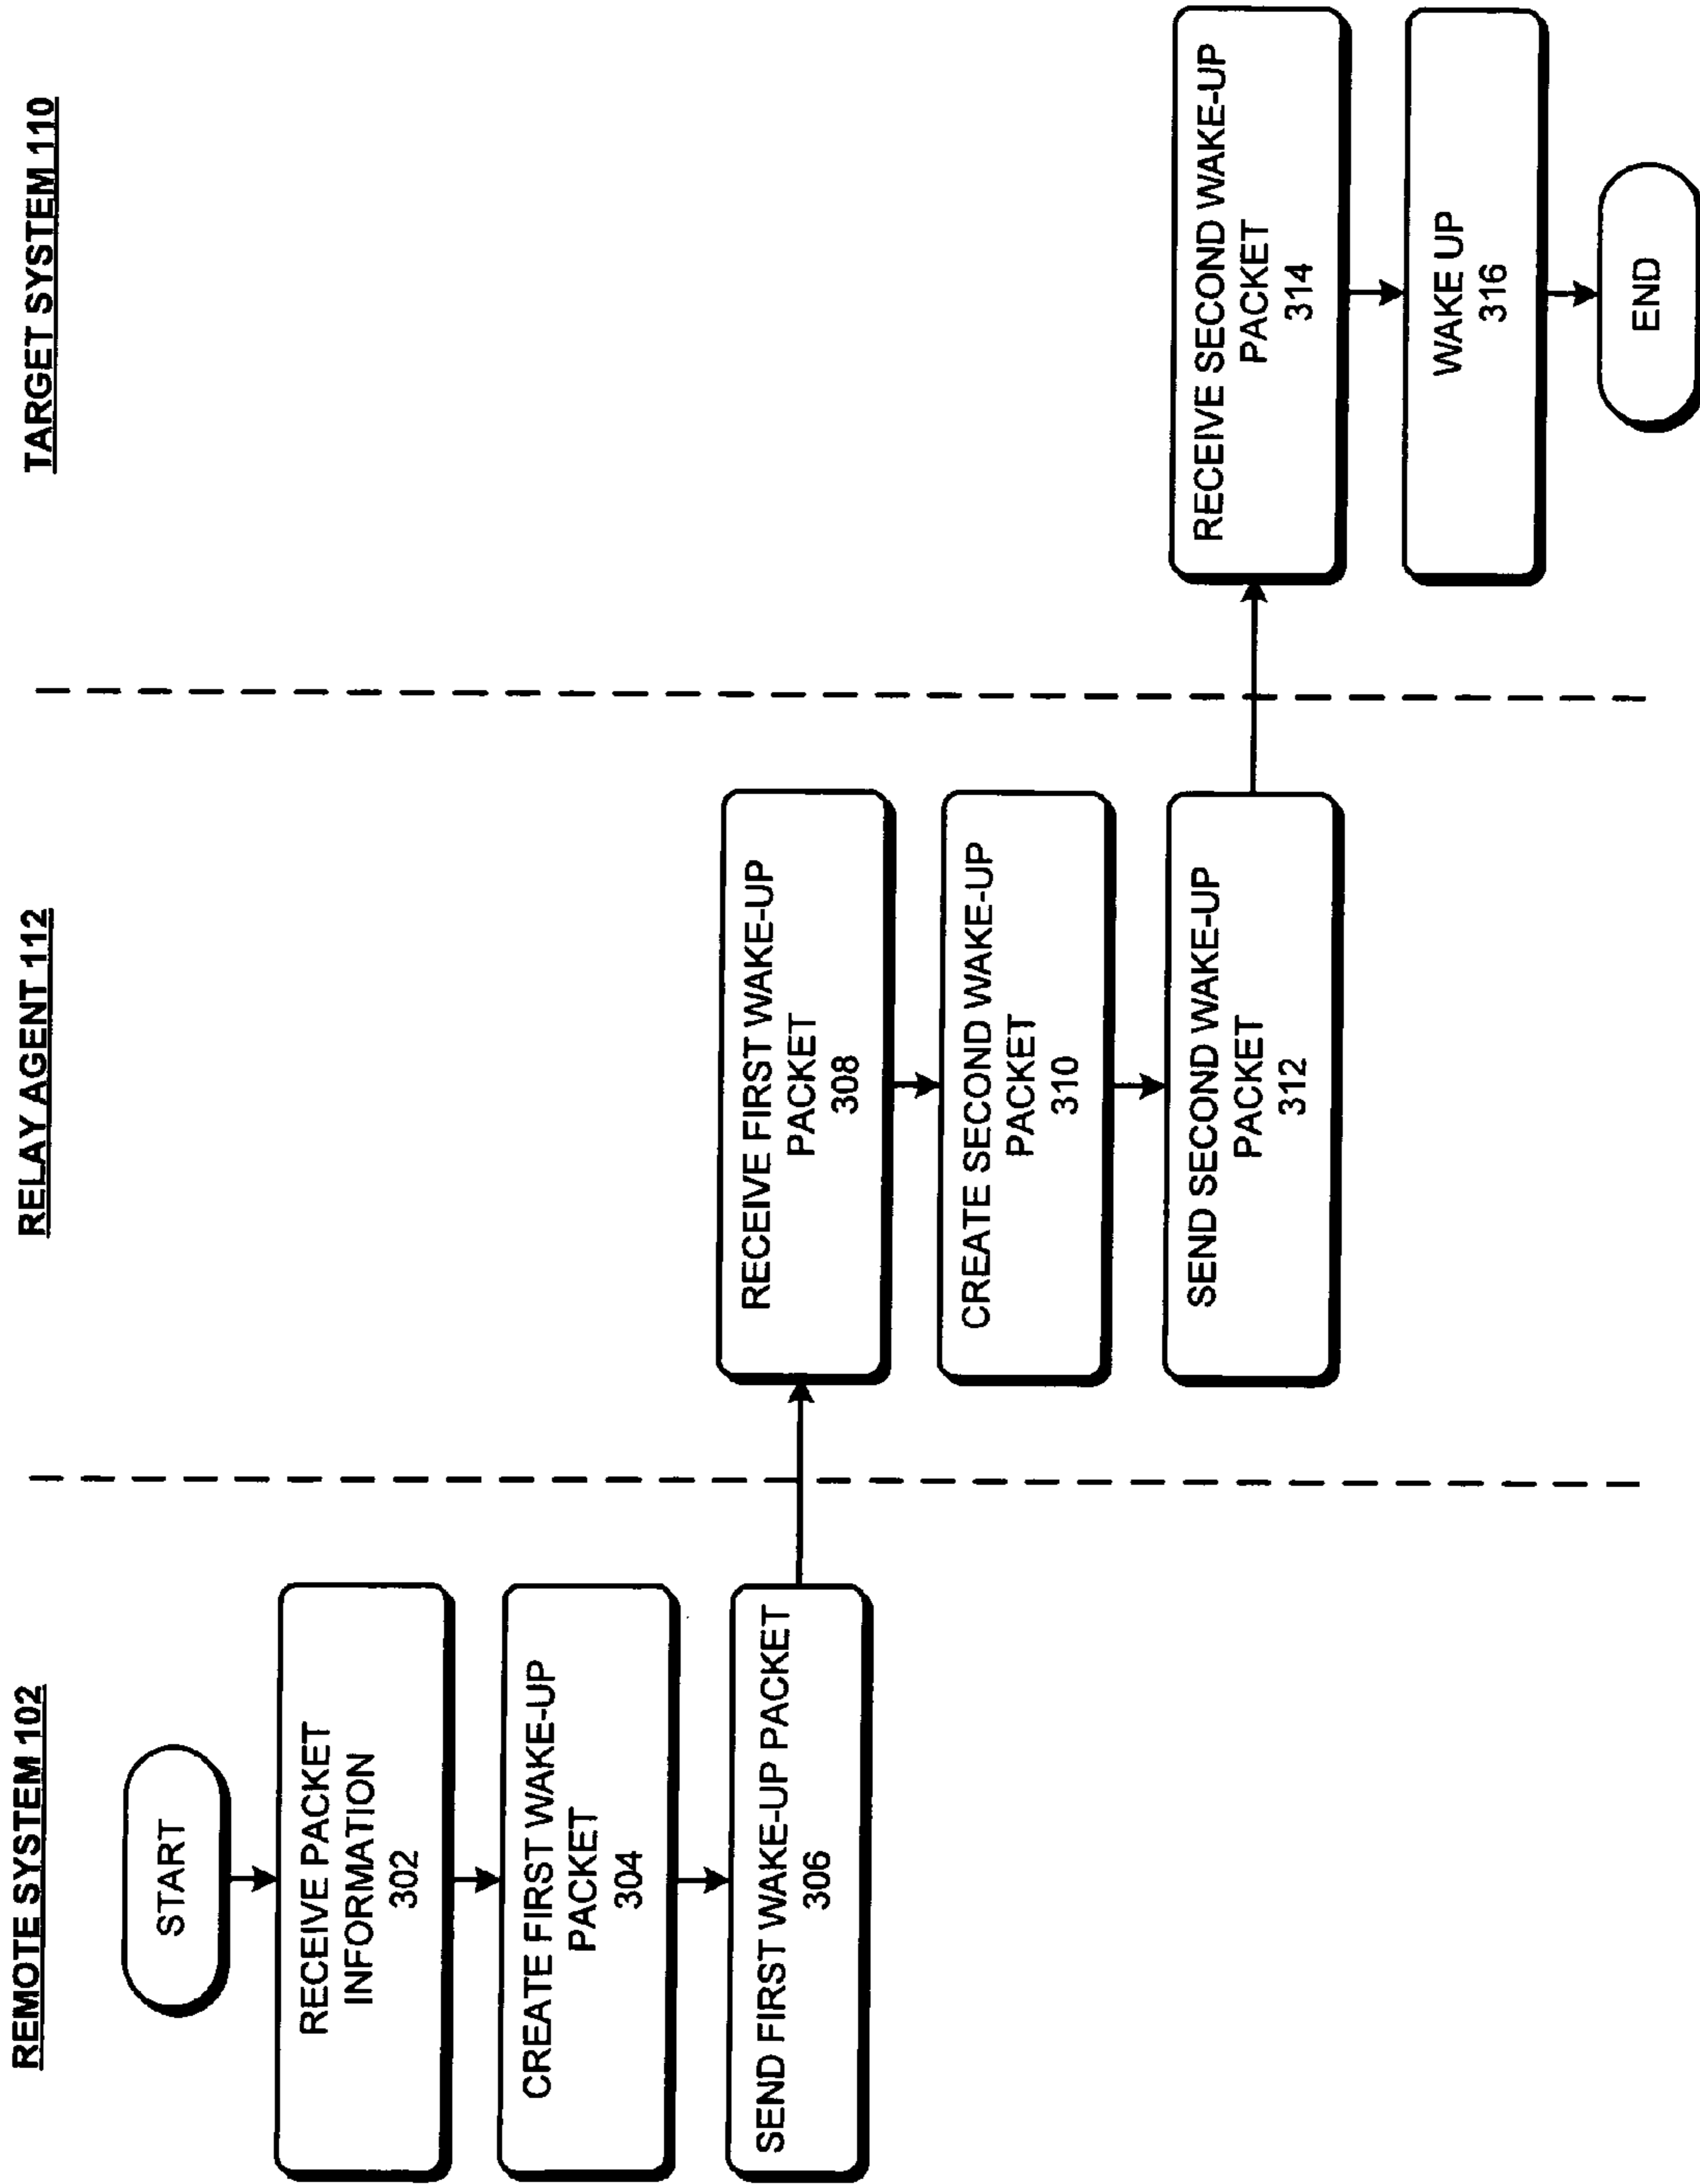 REMOTE SYSTEM 102
RELAY AGENT 112
TARGET SYSTEM 110
START
RECEIVE PACKET
INFORMATION
302
CREATE FIRST WAKE-UP
PACKET
304
SEND FIRST WAKE-UP PACKET
306
RECEIVE FIRST WAKE-UP
PACKET
308
CREATE SECOND WAKE-UP
PACKET
310
SEND SECOND WAKE-UP
PACKET
312
RECEIVE SECOND WAKE-UP
PACKET
314
WAKE UP
316
END